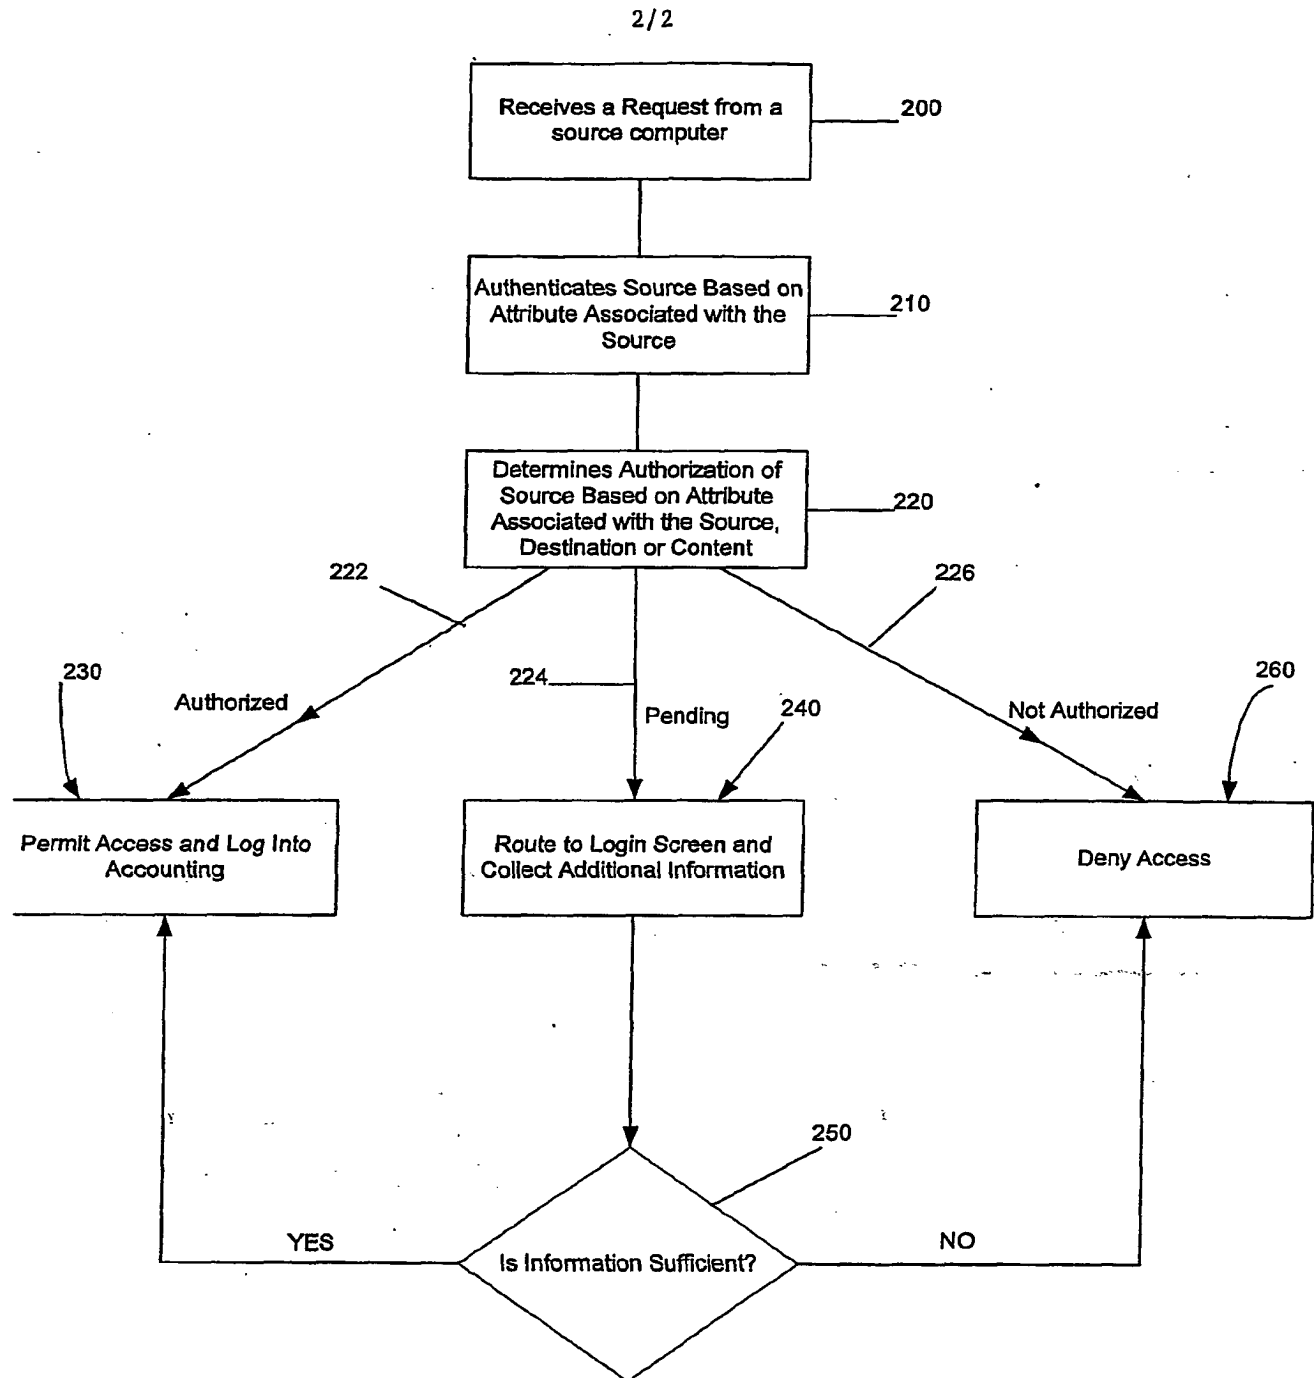 2/2
Receives a Request from a
source computer
200
Authenticates Source Based on
Attribute Associated with the
Source
210
Determines Authorization of
Source Based on Attribute
Associated with the Source,
Destination or Content
220
222
226
230
224
260
Authorized
Pending
240
Not Authorized
Permit Access and Log Into
Accounting
Route to Login Screen and
Collect Additional Information
Deny Access
250
YES
Is Information Sufficient?
NO